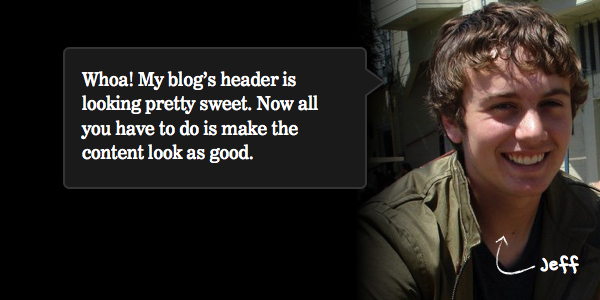 Whoa! My blog's header is
looking pretty sweet. Now all
you have to do is make the
content look as good.
Jeff